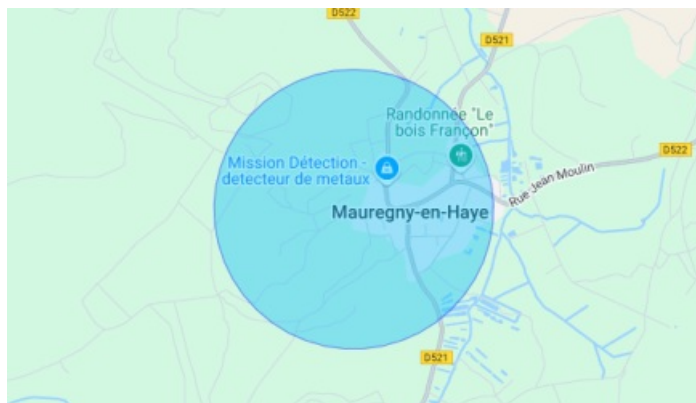 D522
D521
Randonnée "Le
bois Françon"
Mission Détection -
detecteur de metaux
D522
Rue Jean Moulin
Mauregny-en-Haye
D521